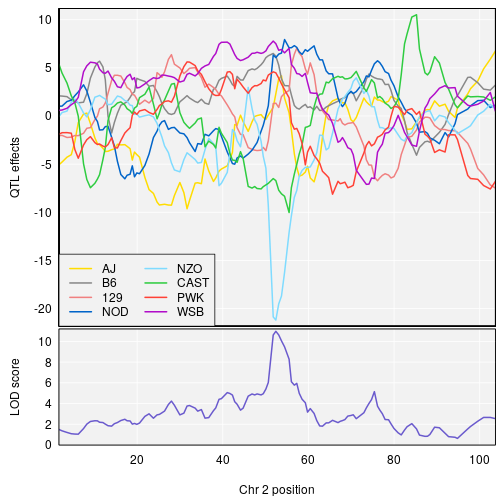 10
5
0
-5
-10
-15
-20
QTL effects
AJ NZO
B6 CAST
129 PWK
NOD WSB
10
8
6
4
2
0
LOD score
20 40 60 80 100
Chr 2 position